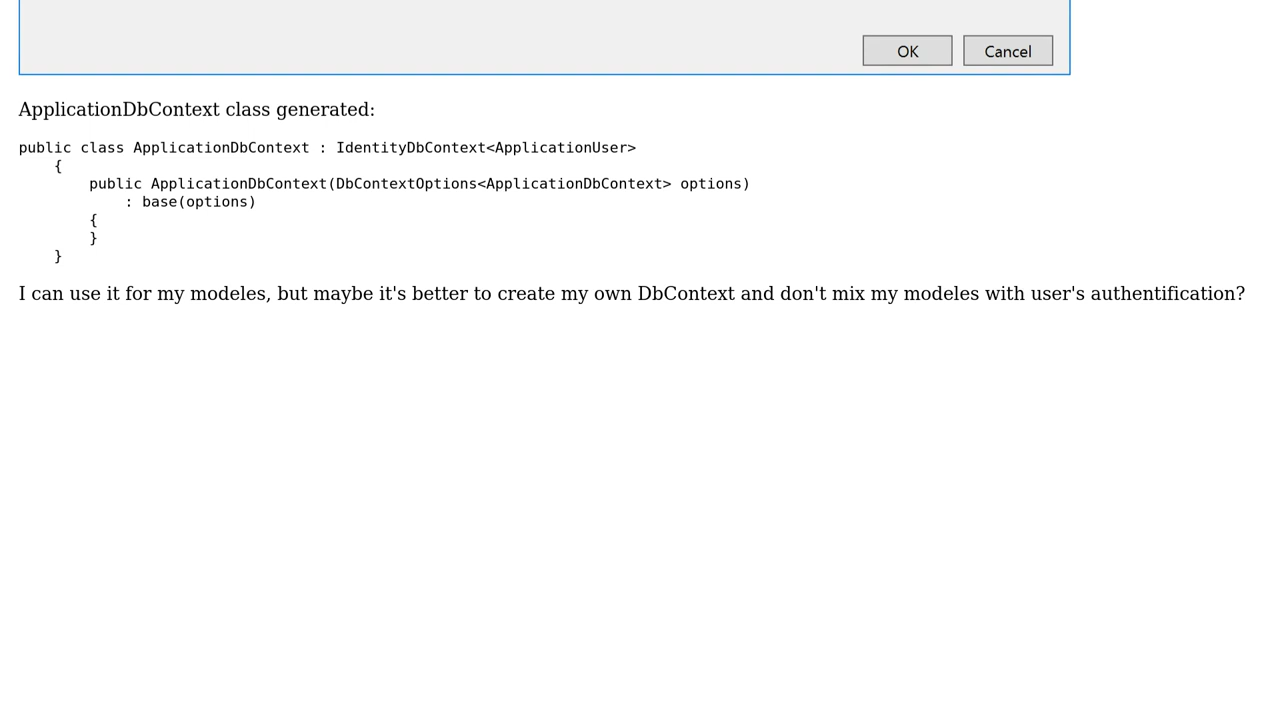 OK
Cancel
ApplicationDbContext class generated:
public class ApplicationDbContext : IdentityDbContext<ApplicationUser>
    {
        public ApplicationDbContext(DbContextOptions<ApplicationDbContext> options)
            : base(options)
        {
        }
    }
I can use it for my modeles, but maybe it's better to create my own DbContext and don't mix my modeles with user's authentification?